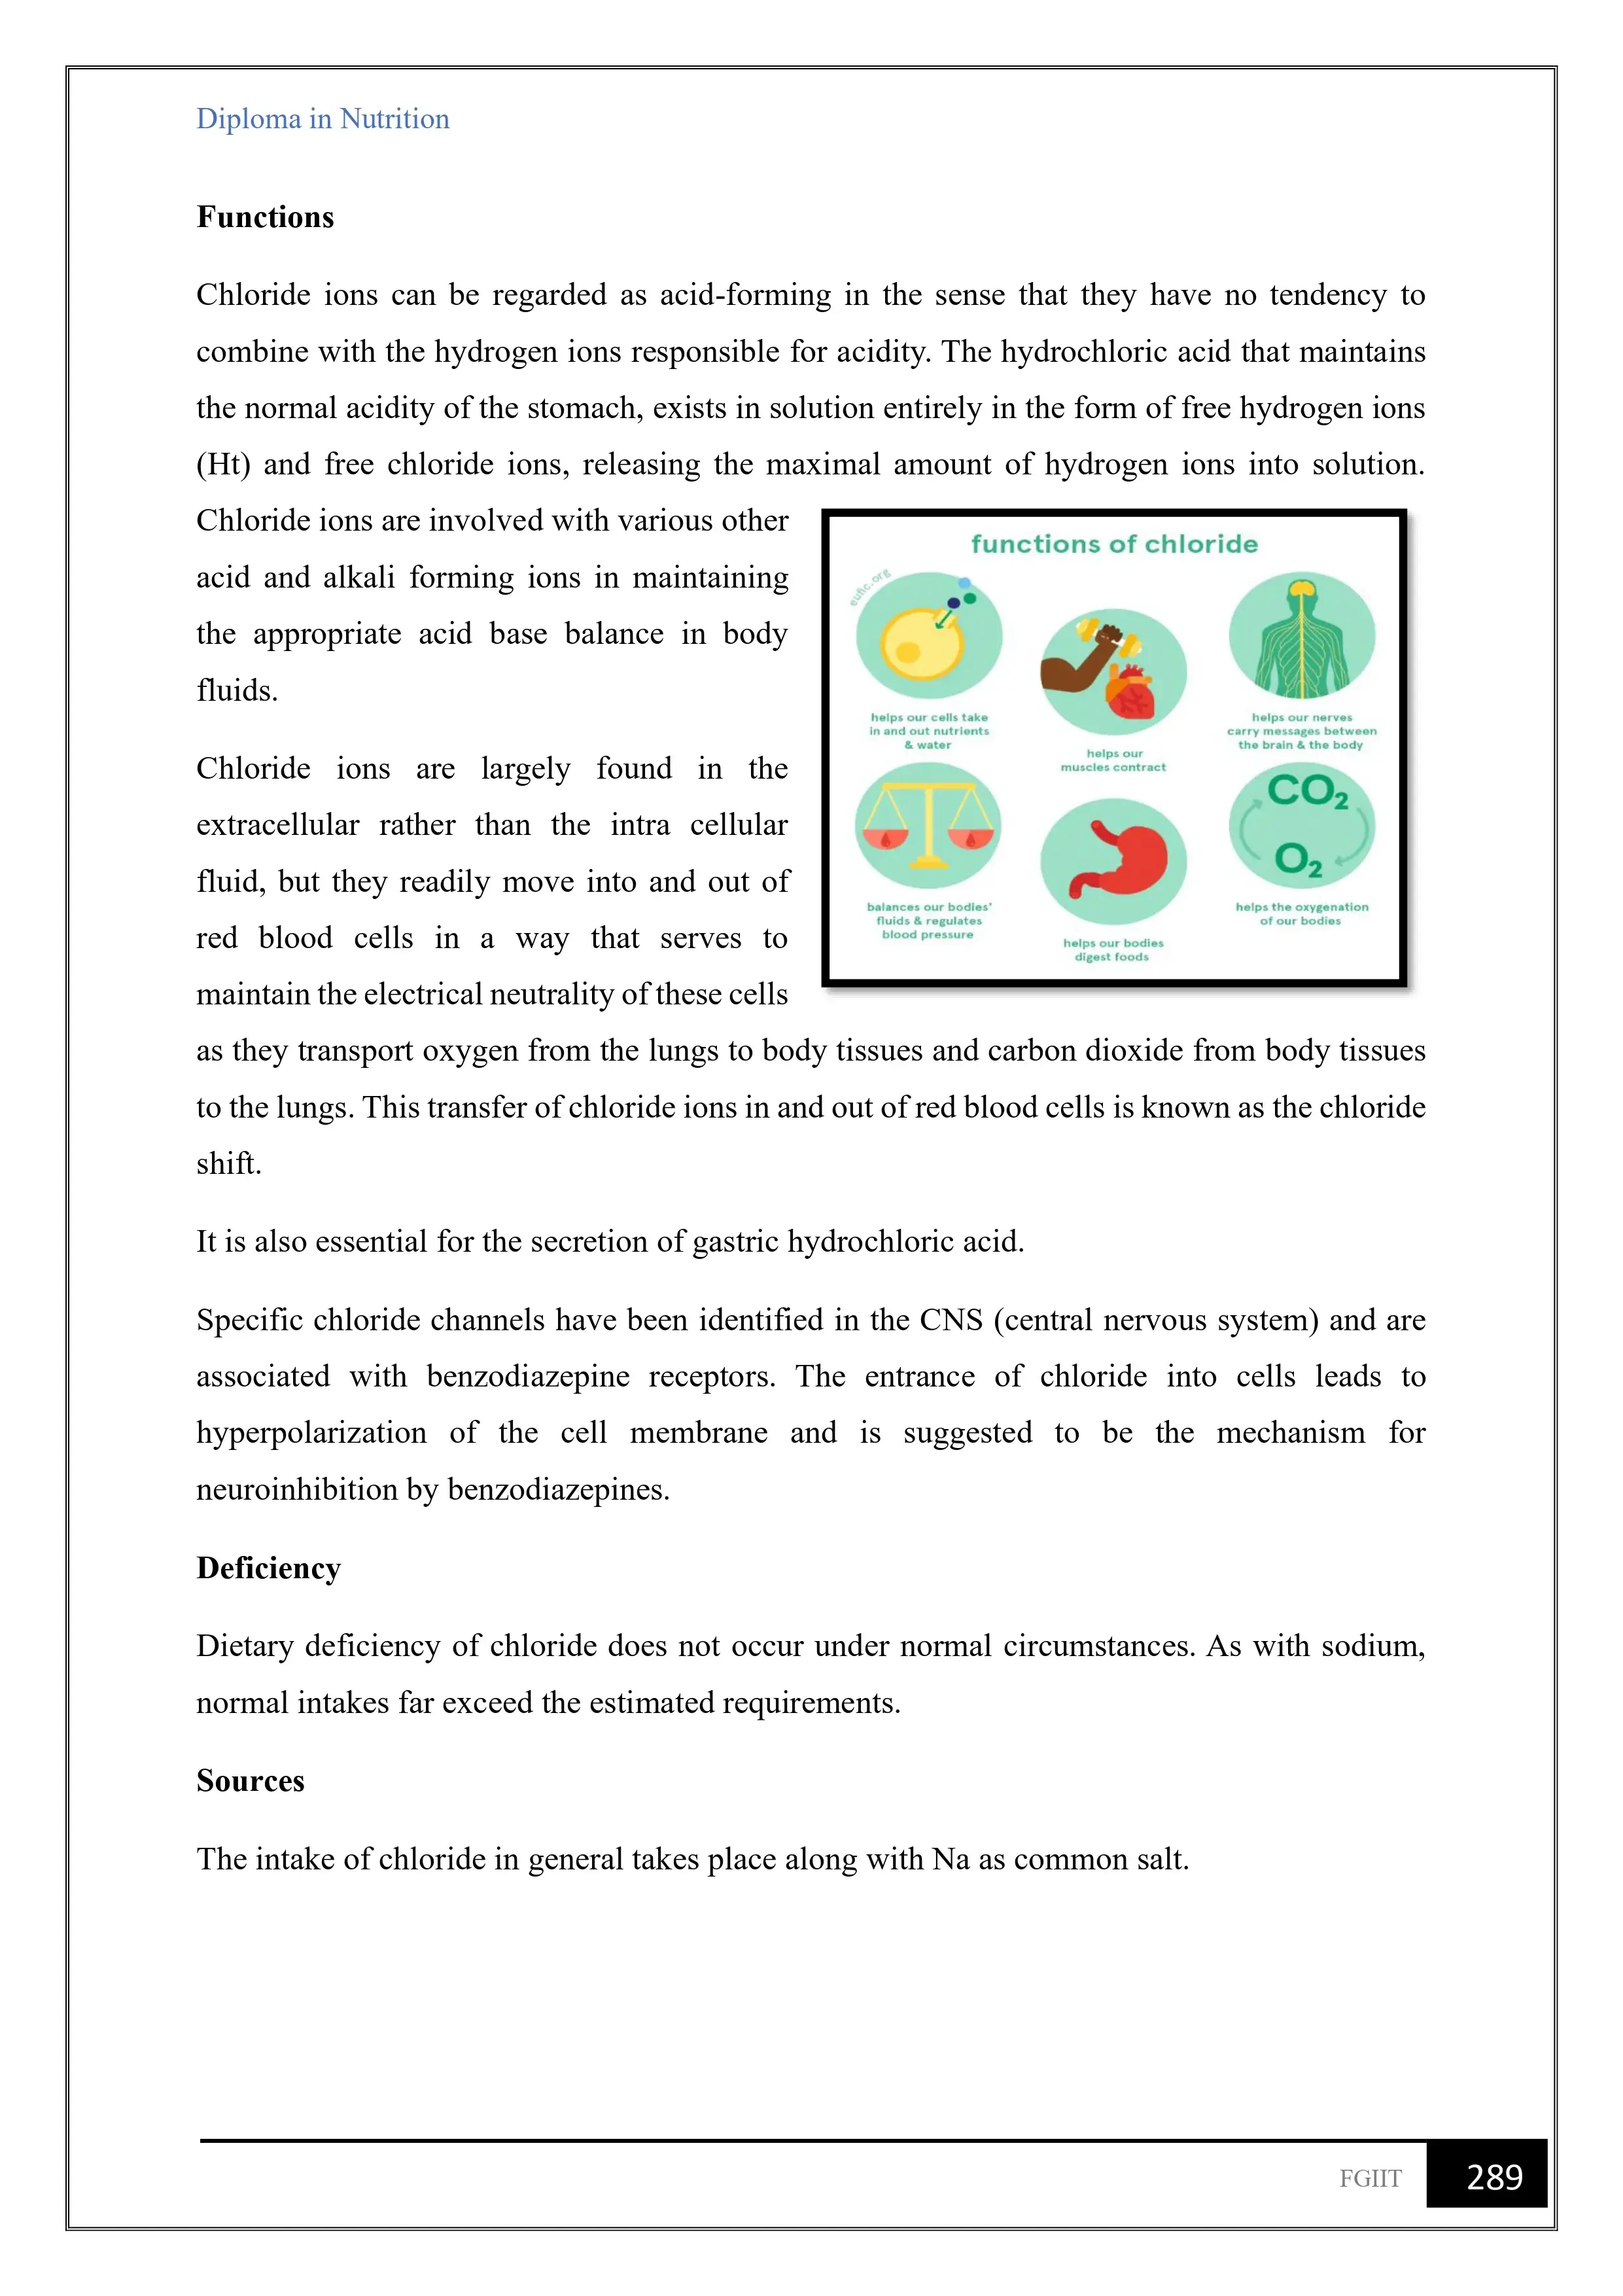 Diploma in Nutrition
Functions
Chloride ions can be regarded as acid-forming in the sense that they have no tendency to
combine with the hydrogen ions responsible for acidity. The hydrochloric acid that maintains
the normal acidity of the stomach, exists in solution entirely in the form of free hydrogen ions
(Ht) and free chloride ions, releasing the maximal amount of hydrogen ions into solution.
Chloride ions are involved with various other
acid and alkali forming ions in maintaining
the appropriate acid base balance in body
fluids.
Chloride ions are largely found in the
extracellular rather than the intra cellular
fluid, but they readily move into and out of
red blood cells in a way that serves to
maintain the electrical neutrality of these cells
as they transport oxygen from the lungs to body tissues and carbon dioxide from body tissues
to the lungs. This transfer of chloride ions in and out of red blood cells is known as the chloride
shift.
functions of chloride
eufic.org
helps our cells take
in and out nutrients
& water
helps our
muscles contract
helps our nerves
carry messages between
the brain & the body
balances our bodies'
fluids & regulates
blood pressure
helps our bodies
digest foods
CO2
O2
helps the oxygenation
of our bodies
It is also essential for the secretion of gastric hydrochloric acid.
Specific chloride channels have been identified in the CNS (central nervous system) and are
associated with benzodiazepine receptors. The entrance of chloride into cells leads to
hyperpolarization of the cell membrane and is suggested to be the mechanism for
neuroinhibition by benzodiazepines.
Deficiency
Dietary deficiency of chloride does not occur under normal circumstances. As with sodium,
normal intakes far exceed the estimated requirements.
Sources
The intake of chloride in general takes place along with Na as common salt.
FGIIT
289